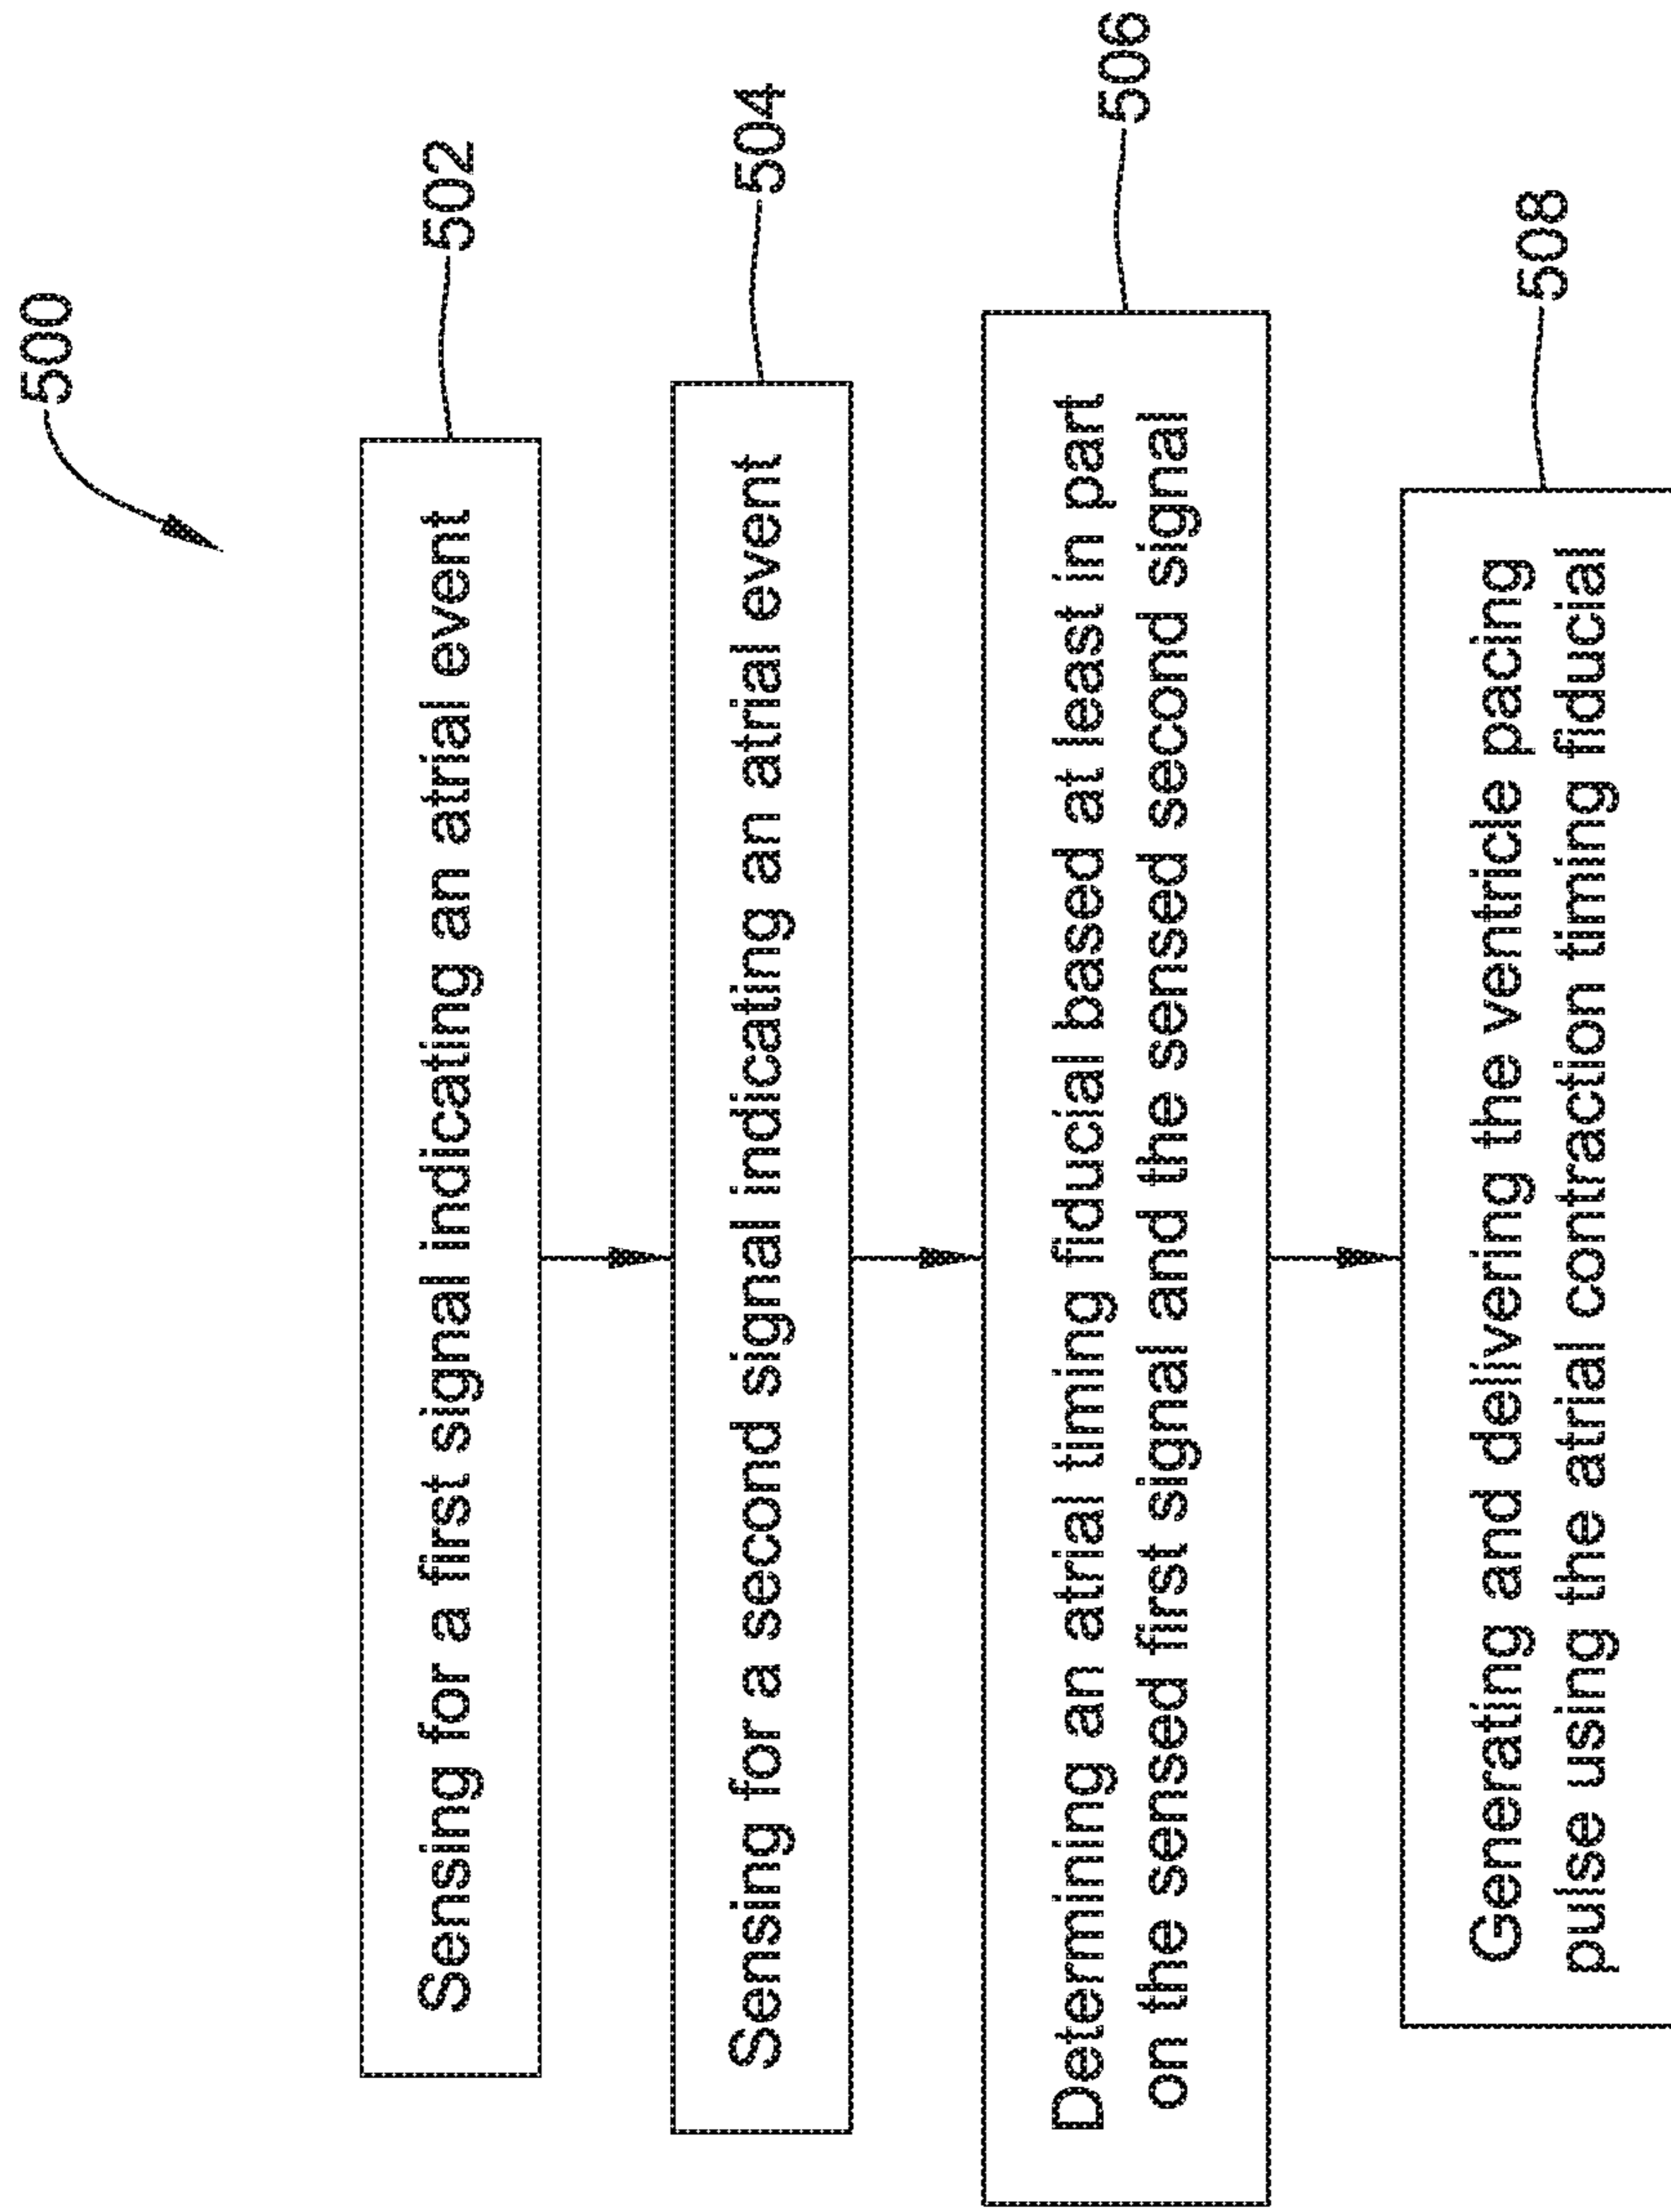 500
Sensing for a first signal indicating an atrial event
502
Sensing for a second signal indicating an atrial event
504
Determining an atrial timing fiducial based at least in part
on the sensed first signal and the sensed second signal
506
Generating and delivering the ventricle pacing
pulse using the atrial contraction timing fiducial
508